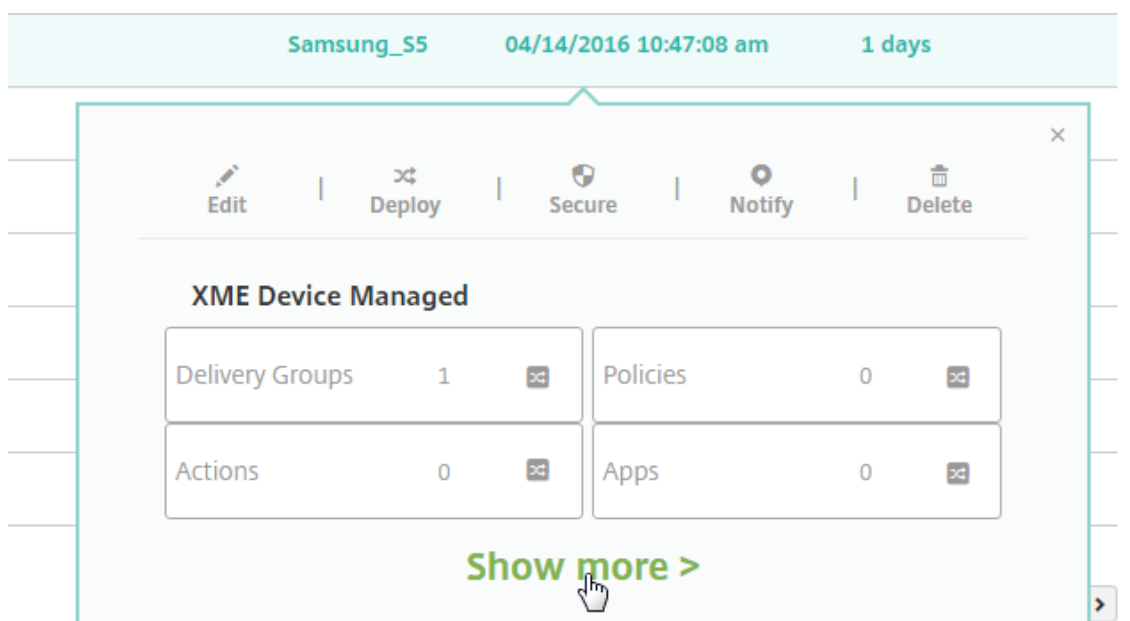 Samsung_S5 04/14/2016 10:47:08 am 1 days
×
Edit | Deploy | Secure | Notify | Delete
XME Device Managed
Delivery Groups 1 Policies 0
Actions 0 Apps 0
Show more >
>